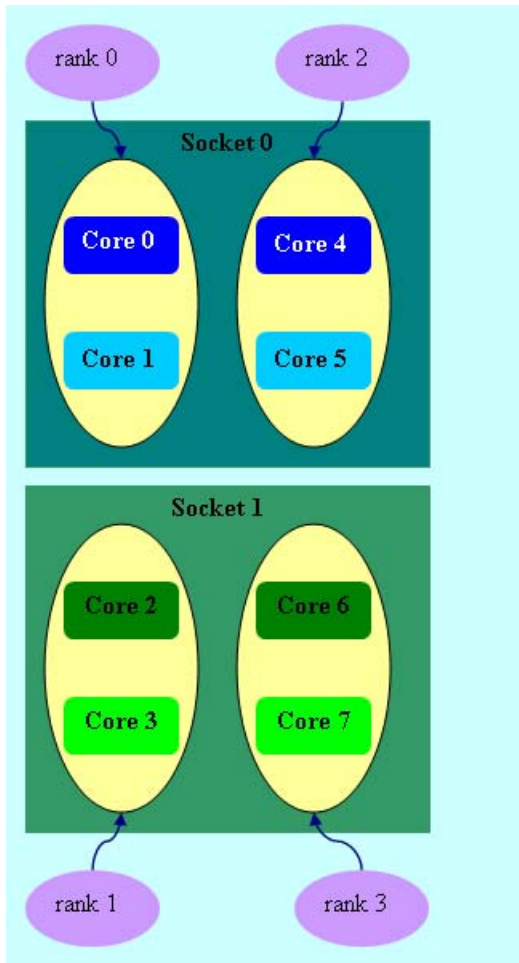 rank 0
rank 2
Socket 0
Core 0
Core 4
Core 1
Core 5
Socket 1
Core 2
Core 6
Core 3
Core 7
rank 1
rank 3